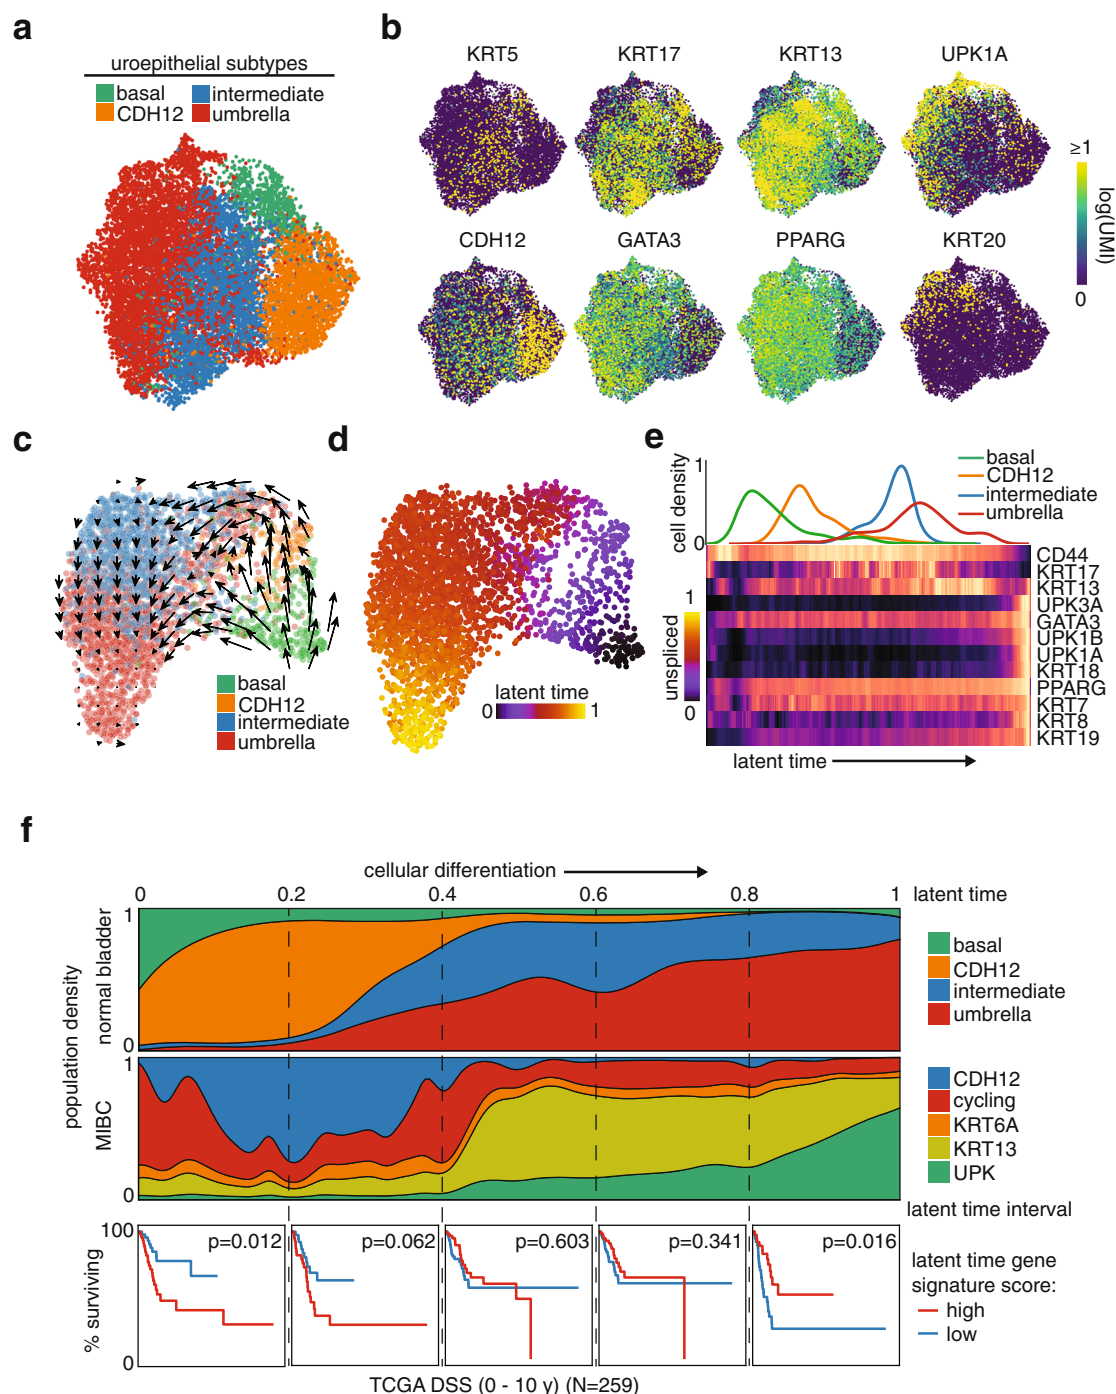 a
uroepithelial subtypes
basal
intermediate
CDH12
umbrella
b
KRT5
KRT17
KRT13
UPK1A
CDH12
GATA3
PPARG
KRT20
≥1
log(UMI)
0
c
basal
CDH12
intermediate
umbrella
d
latent time
0
1
e
cell density
1
0
basal
CDH12
intermediate
umbrella
unspliced
1
0
CD44
KRT17
KRT13
UPK3A
GATA3
UPK1B
UPK1A
KRT18
PPARG
KRT7
KRT8
KRT19
latent time
f
cellular differentiation
0 0.2 0.4 0.6 0.8 1 latent time
population density
normal bladder
1
0
basal
CDH12
intermediate
umbrella
MIBC
1
0
CDH12
cycling
KRT6A
KRT13
UPK
latent time interval
% surviving
100
0
p=0.012
p=0.062
p=0.603
p=0.341
p=0.016
latent time gene
signature score:
high
low
TCGA DSS (0 - 10 y) (N=259)